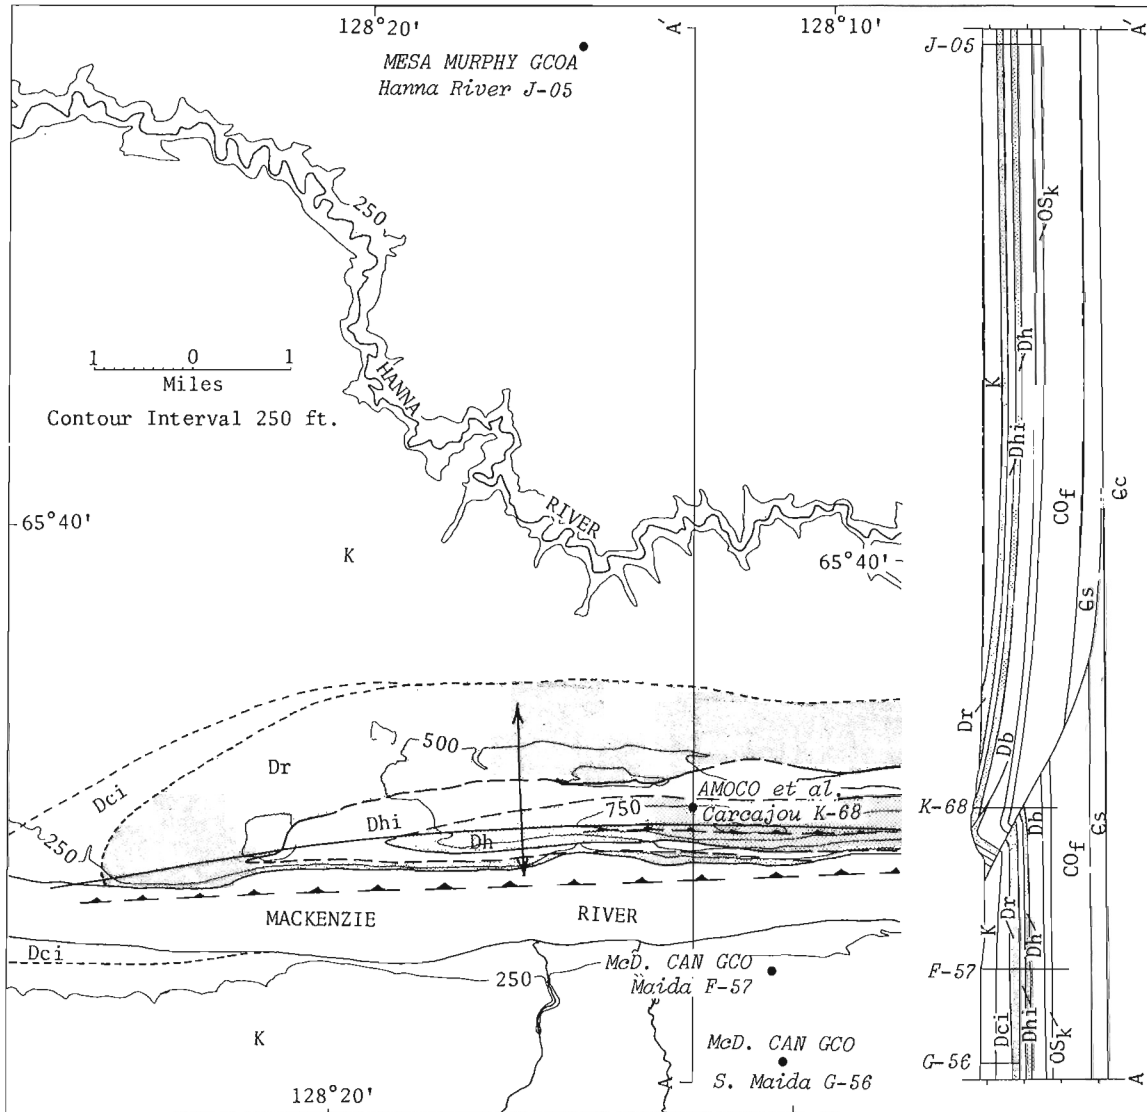 128°20'
'A
128°10'
MESA MURPHY GCOA
Hanna River J-05
250
1 0 1
Miles
Contour Interval 250 ft.
HANNA
RIVER
65°40'
K
65°40'
500
Dr
Dci
AMOCO et al.
Carcajou K-68
750
Dhi
Dh
250
MACKENZIE RIVER
Dci
250
McD. CAN GCO
Maida F-57
K
McD. CAN GCO
S. Maida G-56
A
128°20'
A'
J-05
OSk
Dh
K
Dhi
COf
Єc
Єs
Dr
Db
K-68
Dh
COf
Єs
K
Dr
Dh
F-57
Dci
Dhi
OSk
G-56
A